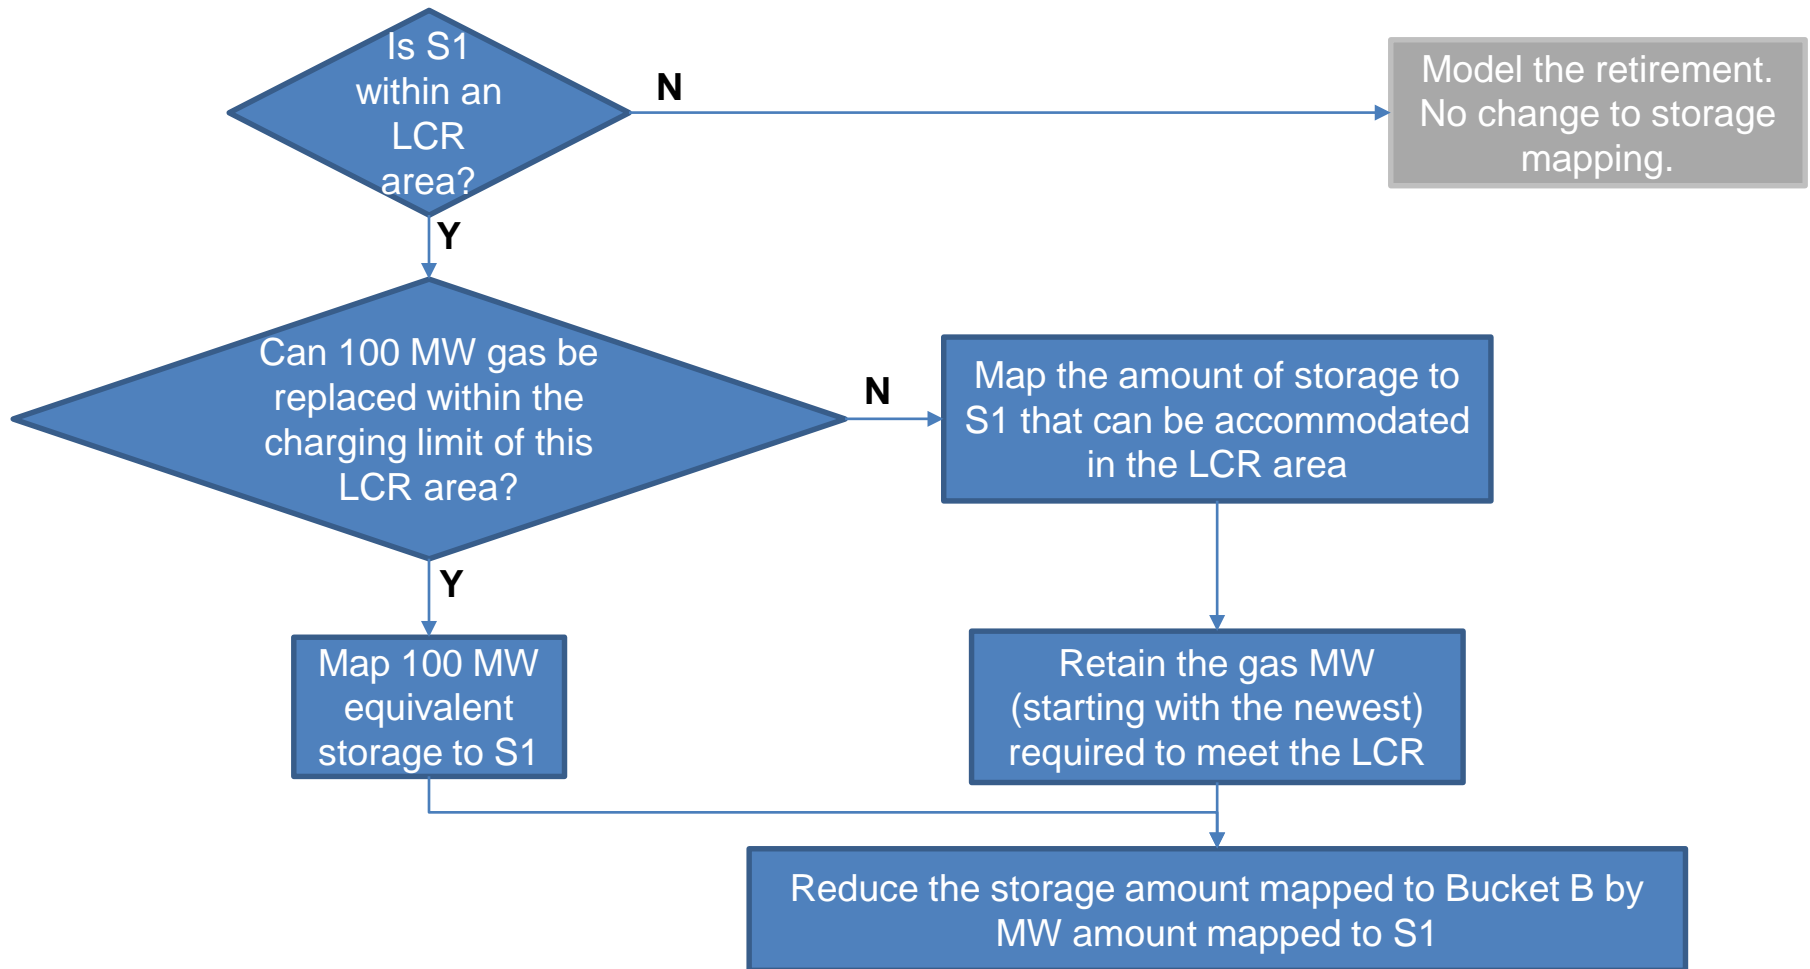 Is S1
within an
LCR
area?
N
Model the retirement.
No change to storage
mapping.
Y
Can 100 MW gas be
replaced within the
charging limit of this
LCR area?
N
Map the amount of storage to
S1 that can be accommodated
in the LCR area
Y
Map 100 MW
equivalent
storage to S1
Retain the gas MW
(starting with the newest)
required to meet the LCR
Reduce the storage amount mapped to Bucket B by
MW amount mapped to S1